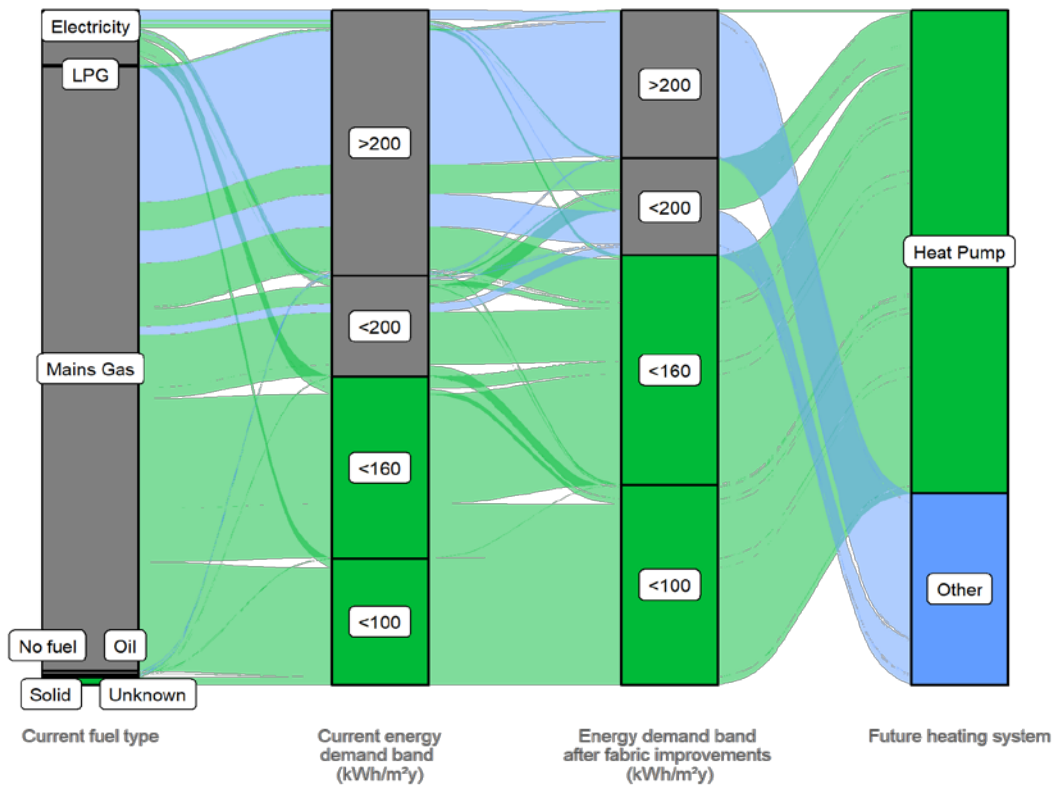 Electricity
LPG
Mains Gas
No fuel
Oil
Solid
Unknown
>200
<200
<160
<100
>200
<200
<160
<100
Heat Pump
Other
Current fuel type
Current energy
demand band
(kWh/m²y)
Energy demand band
after fabric improvements
(kWh/m²y)
Future heating system